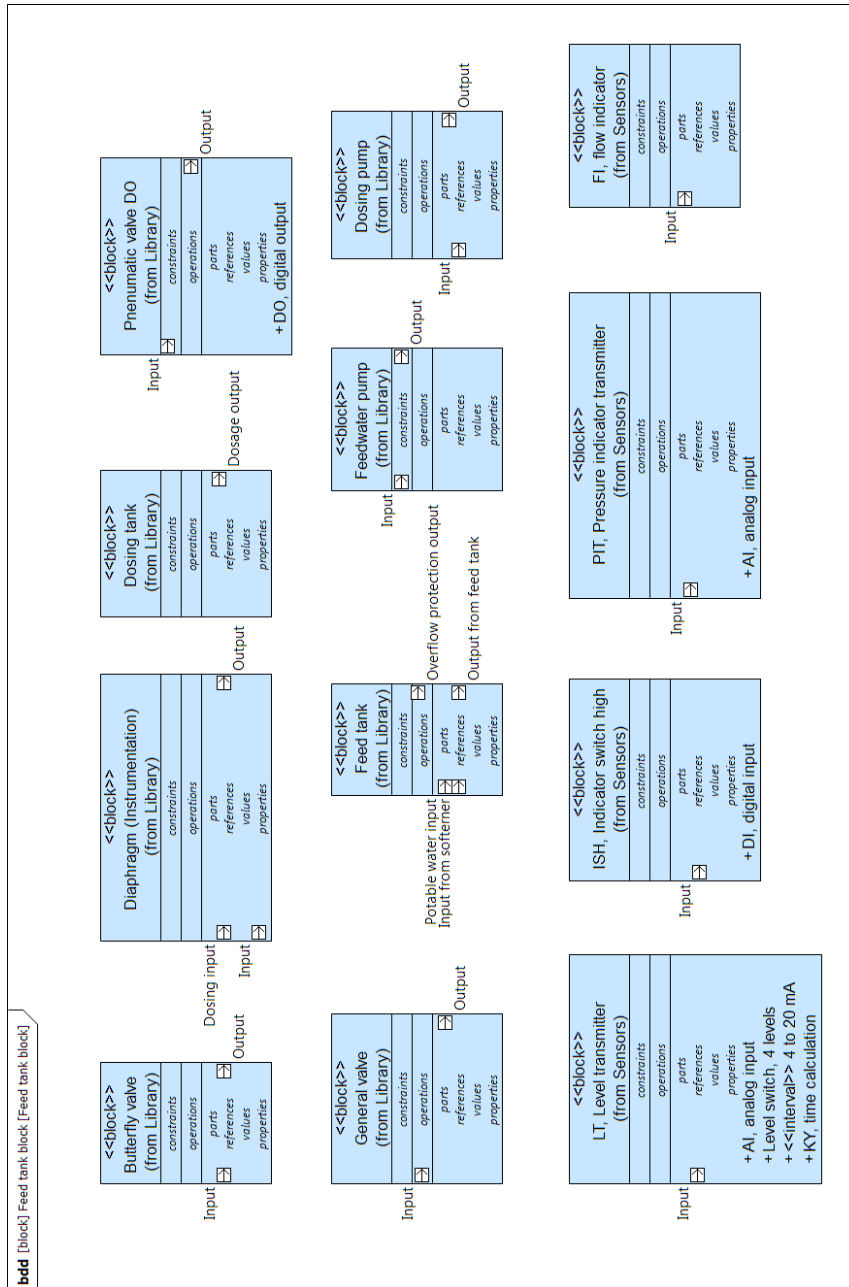 bdd [block] Feed tank block [Feed tank block]
<<block>>
Butterfly valve
(from Library)
constraints
operations
parts
references
values
properties
Input
Output
<<block>>
Diaphragm (Instrumentation)
(from Library)
constraints
operations
parts
references
values
properties
Dosing input
Input
Output
<<block>>
Dosing tank
(from Library)
constraints
operations
parts
references
values
properties
Dosage output
<<block>>
Pnenumatic valve DO
(from Library)
constraints
operations
parts
references
values
properties
+ DO, digital output
Input
Output
<<block>>
General valve
(from Library)
constraints
operations
parts
references
values
properties
Input
Output
<<block>>
Feed tank
(from Library)
constraints
operations
parts
references
values
properties
Potable water input
Input from softerner
Overflow protection output
Output from feed tank
<<block>>
Feedwater pump
(from Library)
constraints
operations
parts
references
values
properties
Input
Output
<<block>>
Dosing pump
(from Library)
constraints
operations
parts
references
values
properties
Input
Output
<<block>>
LT, Level transmitter
(from Sensors)
constraints
operations
parts
references
values
properties
+ AI, analog input
+ Level switch, 4 levels
+ <<interval>> 4 to 20 mA
+ KY, time calculation
Input
<<block>>
ISH, Indicator switch high
(from Sensors)
constraints
operations
parts
references
values
properties
+ DI, digital input
Input
<<block>>
PIT, Pressure indicator transmitter
(from Sensors)
constraints
operations
parts
references
values
properties
+ AI, analog input
Input
<<block>>
FI, flow indicator
(from Sensors)
constraints
operations
parts
references
values
properties
Input